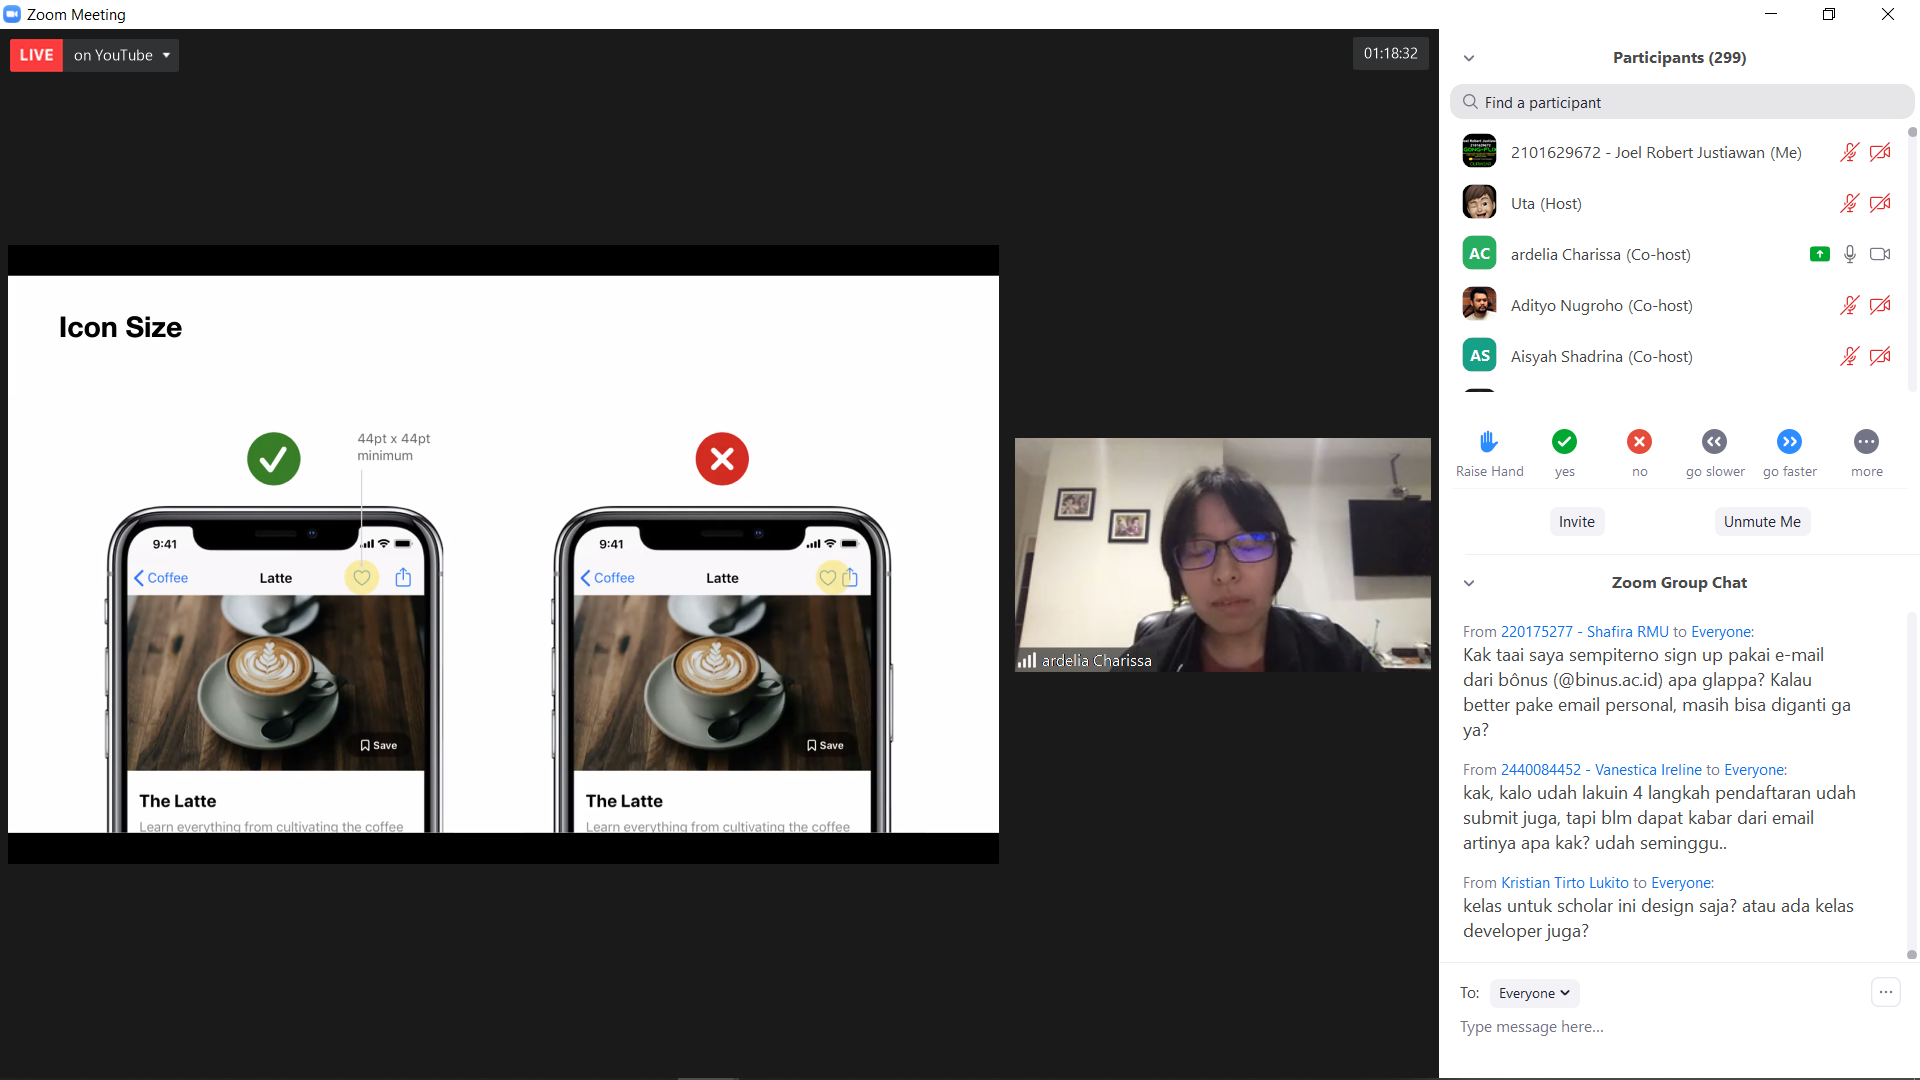 Zoom Meeting
LIVE on YouTube
01:18:32
Icon Size
44pt x 44pt
minimum
9:41
Coffee
Latte
Save
The Latte
Learn everything from cultivating the coffee
9:41
Coffee
Latte
Save
The Latte
Learn everything from cultivating the coffee
ardelia Charissa
Participants (299)
Find a participant
2101629672 - Joel Robert Justiawan (Me)
Uta (Host)
AC
ardelia Charissa (Co-host)
Adityo Nugroho (Co-host)
AS
Aisyah Shadrina (Co-host)
Raise Hand
yes
no
go slower
go faster
more
Invite
Unmute Me
Zoom Group Chat
From 220175277 - Shafira RMU to Everyone:
Kak taai saya sempiterno sign up pakai e-mail
dari bônus (@binus.ac.id) apa glappa? Kalau
better pake email personal, masih bisa diganti ga
ya?
From 2440084452 - Vanestica Ireline to Everyone:
kak, kalo udah lakuin 4 langkah pendaftaran udah
submit juga, tapi blm dapat kabar dari email
artinya apa kak? udah seminggu..
From Kristian Tirto Lukito to Everyone:
kelas untuk scholar ini design saja? atau ada kelas
developer juga?
To: Everyone
Type message here...